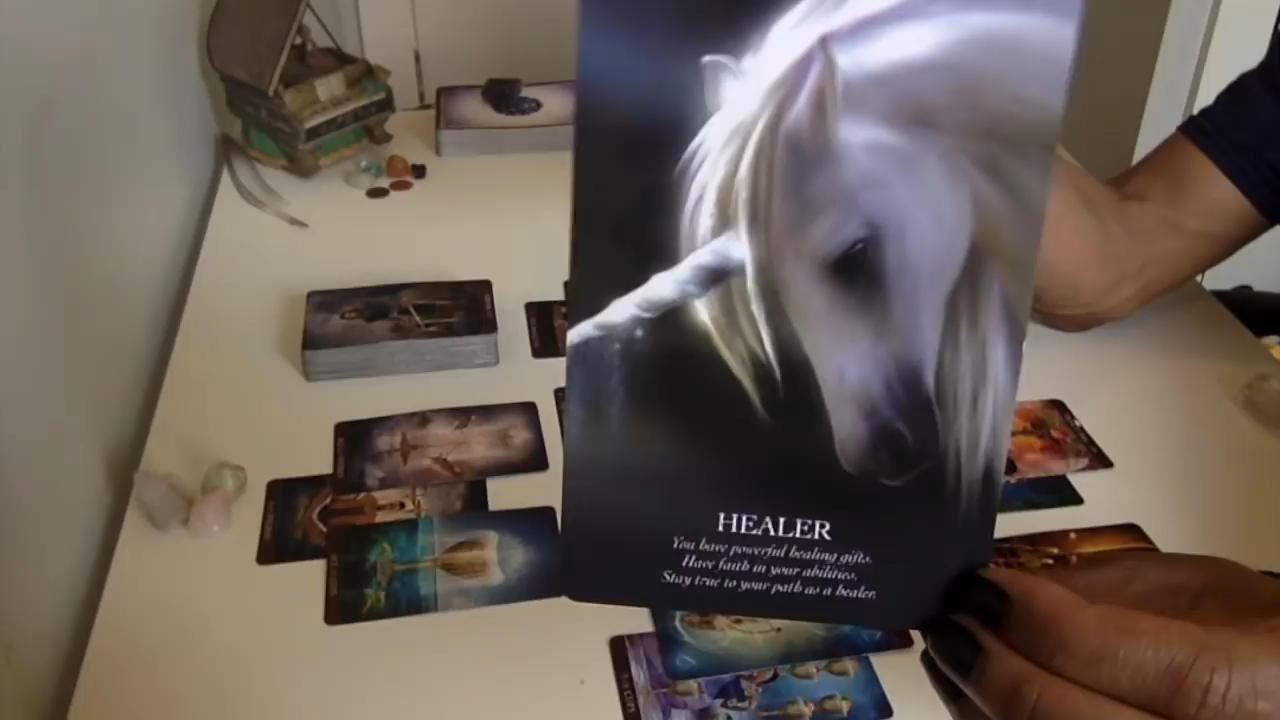 HEALER
You have powerful healing gifts.
Have faith in your abilities.
Stay true to your path as a healer.